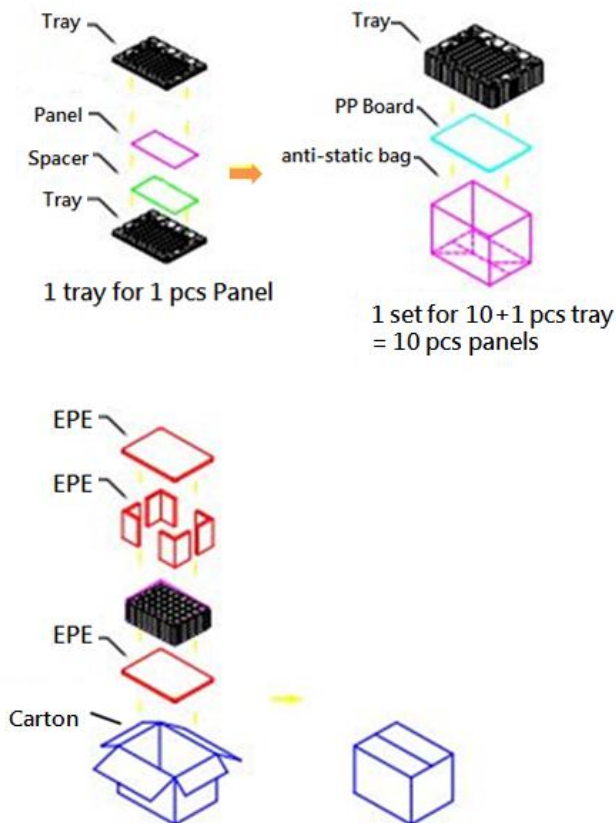 Tray
Panel
Spacer
Tray
1 tray for 1 pcs Panel
Tray
PP Board
anti-static bag
1 set for 10+1 pcs tray
= 10 pcs panels
EPE
EPE
EPE
Carton